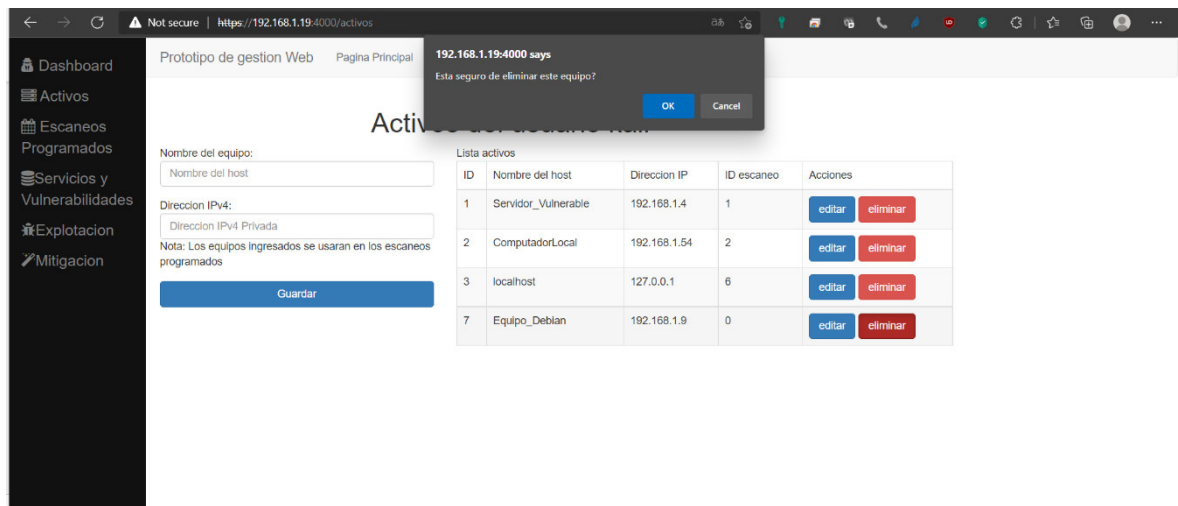 Not secure | https://192.168.1.19:4000/activos
Dashboard
Activos
Escaneos
Programados
Servicios y
Vulnerabilidades
Explotacion
Mitigacion
Prototipo de gestion Web Pagina Principal
192.168.1.19:4000 says
Esta seguro de eliminar este equipo?
OK Cancel
Nombre del equipo:
Nombre del host
Direccion IPv4:
Direccion IPv4 Privada
Nota: Los equipos ingresados se usaran en los escaneos
programados
Guardar
Lista activos
ID Nombre del host Direccion IP ID escaneo Acciones
1 Servidor_Vulnerable 192.168.1.4 1 editar eliminar
2 ComputadorLocal 192.168.1.54 2 editar eliminar
3 localhost 127.0.0.1 6 editar eliminar
7 Equipo_Debian 192.168.1.9 0 editar eliminar